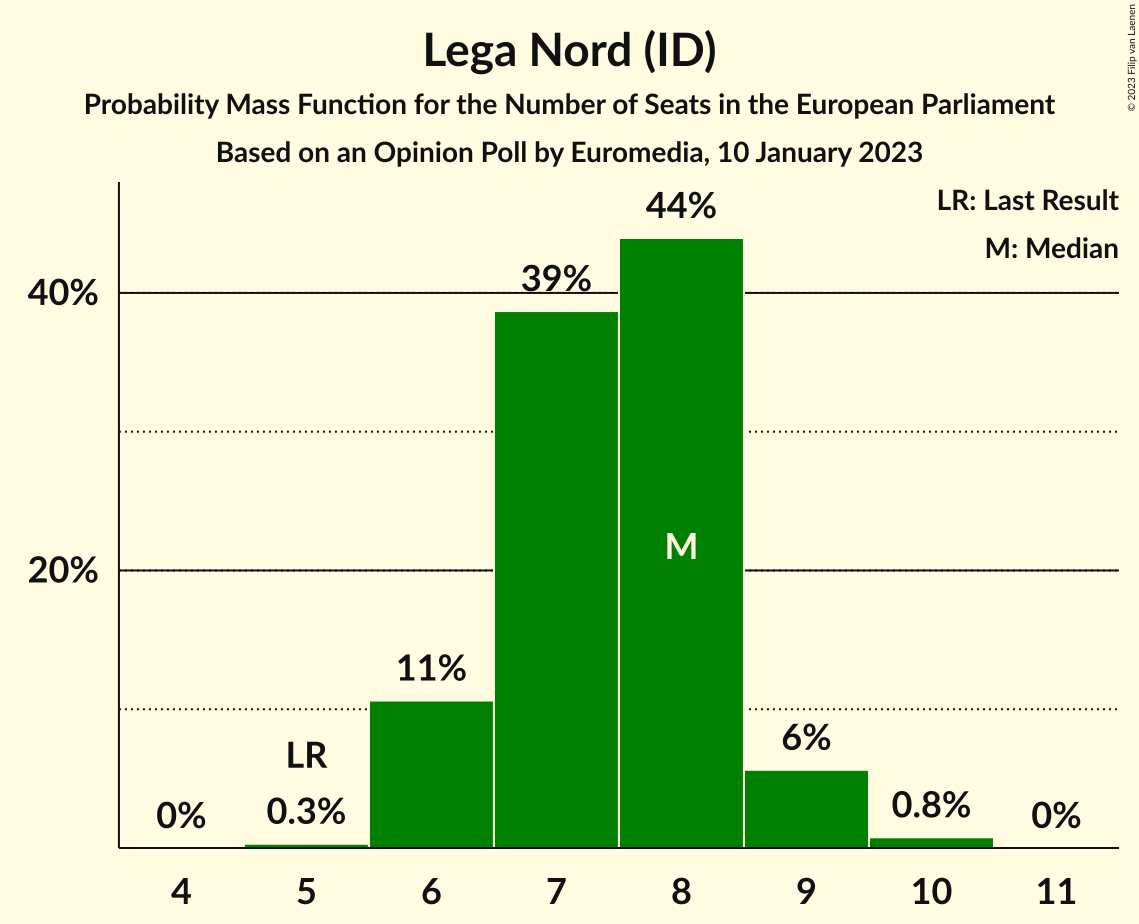 Lega Nord (ID)
Probability Mass Function for the Number of Seats in the European Parliament
Based on an Opinion Poll by Euromedia, 10 January 2023
© 2023 Filip van Laenen
LR: Last Result
M: Median
40%
20%
0%
LR
0.3%
11%
39%
44%
M
6%
0.8%
0%
4 5 6 7 8 9 10 11